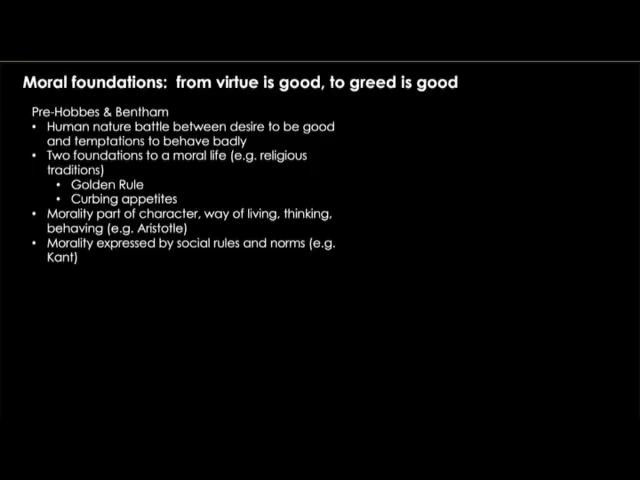 Moral foundations:  from virtue is good, to greed is good
Pre-Hobbes & Bentham
• Human nature battle between desire to be good
and temptations to behave badly
• Two foundations to a moral life (e.g. religious
traditions)
• Golden Rule
• Curbing appetites
• Morality part of character, way of living, thinking,
behaving (e.g. Aristotle)
• Morality expressed by social rules and norms (e.g.
Kant)